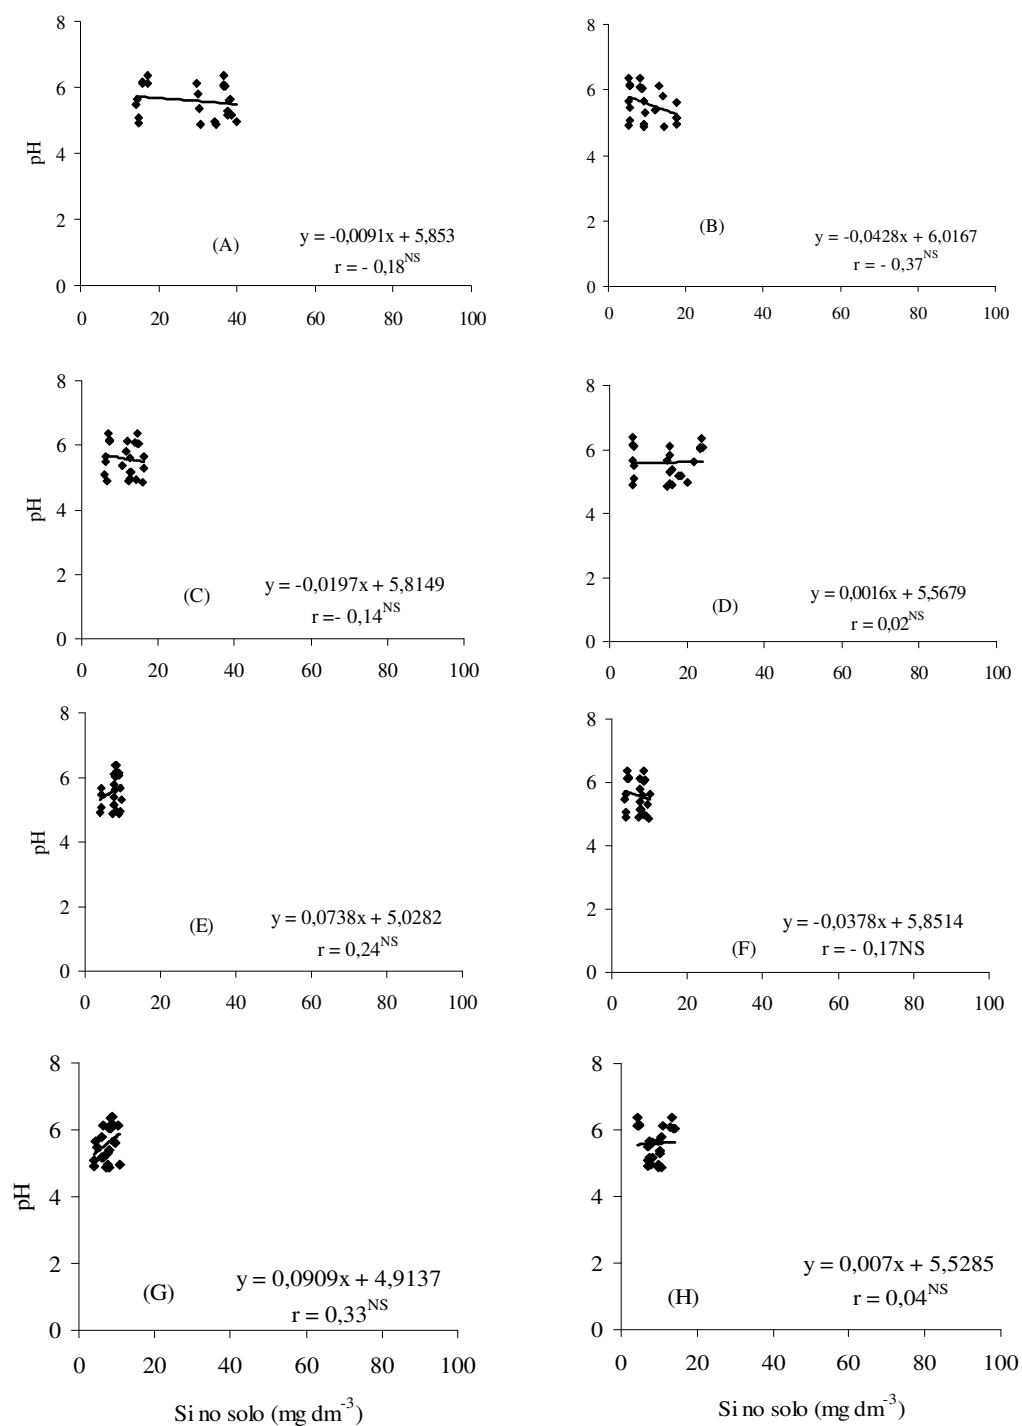 8
6
4
2
0
pH
(A)
y = -0,0091x + 5,853
r = - 0,18^NS
0 20 40 60 80 100
8
6
4
2
0
(B)
y = -0,0428x + 6,0167
r = - 0,37^NS
0 20 40 60 80 100
8
6
4
2
0
pH
(C)
y = -0,0197x + 5,8149
r =- 0,14^NS
0 20 40 60 80 100
8
6
4
2
0
(D)
y = 0,0016x + 5,5679
r = 0,02^NS
0 20 40 60 80 100
8
6
4
2
0
pH
(E)
y = 0,0738x + 5,0282
r = 0,24^NS
0 20 40 60 80 100
8
6
4
2
0
(F)
y = -0,0378x + 5,8514
r = - 0,17NS
0 20 40 60 80 100
8
6
4
2
0
pH
(G)
y = 0,0909x + 4,9137
r = 0,33^NS
0 20 40 60 80 100
Si no solo (mg dm^-3)
8
6
4
2
0
(H)
y = 0,007x + 5,5285
r = 0,04^NS
0 20 40 60 80 100
Si no solo (mg dm^-3)